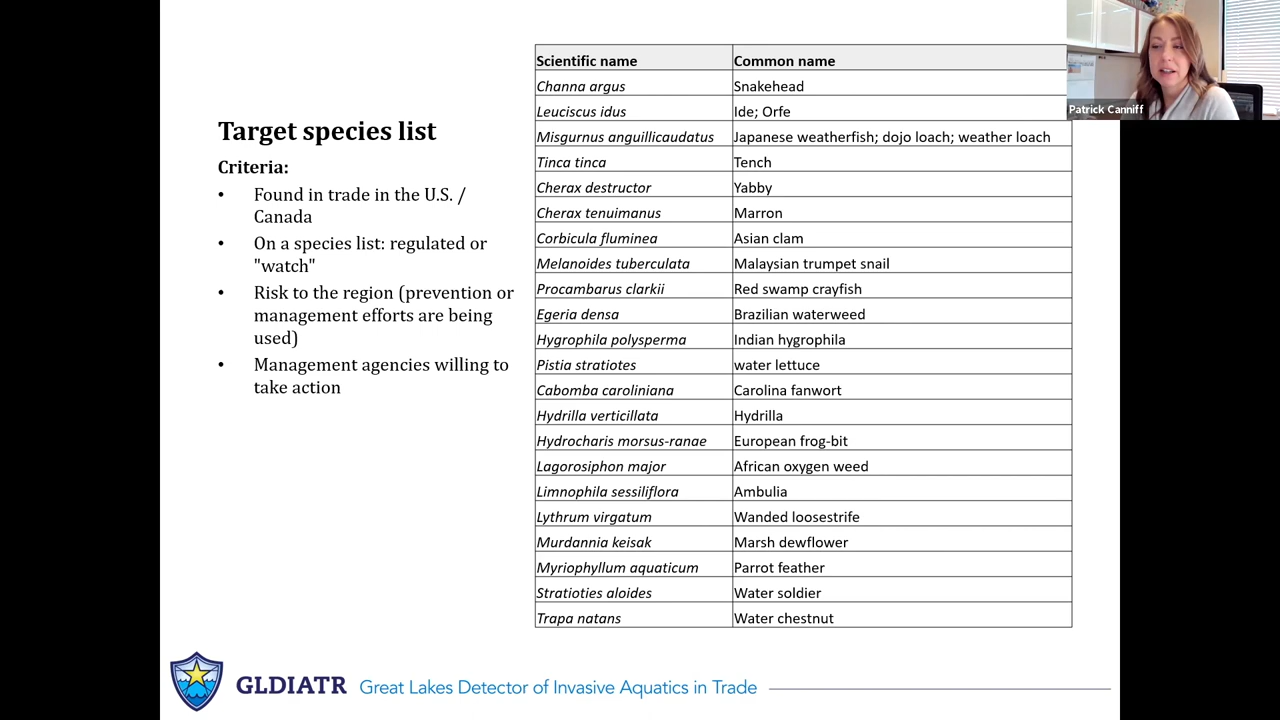 Target species list
Criteria:
• Found in trade in the U.S. /
Canada
• On a species list: regulated or
"watch"
• Risk to the region (prevention or
management efforts are being
used)
• Management agencies willing to
take action
Scientific name Common name
Channa argus Snakehead
Leuciscus idus Ide; Orfe
Misgurnus anguillicaudatus Japanese weatherfish; dojo loach; weather loach
Tinca tinca Tench
Cherax destructor Yabby
Cherax tenuimanus Marron
Corbicula fluminea Asian clam
Melanoides tuberculata Malaysian trumpet snail
Procambarus clarkii Red swamp crayfish
Egeria densa Brazilian waterweed
Hygrophila polysperma Indian hygrophila
Pistia stratiotes water lettuce
Cabomba caroliniana Carolina fanwort
Hydrilla verticillata Hydrilla
Hydrocharis morsus-ranae European frog-bit
Lagorosiphon major African oxygen weed
Limnophila sessiliflora Ambulia
Lythrum virgatum Wanded loosestrife
Murdannia keisak Marsh dewflower
Myriophyllum aquaticum Parrot feather
Stratioties aloides Water soldier
Trapa natans Water chestnut
Patrick Canniff
GLDIATR Great Lakes Detector of Invasive Aquatics in Trade